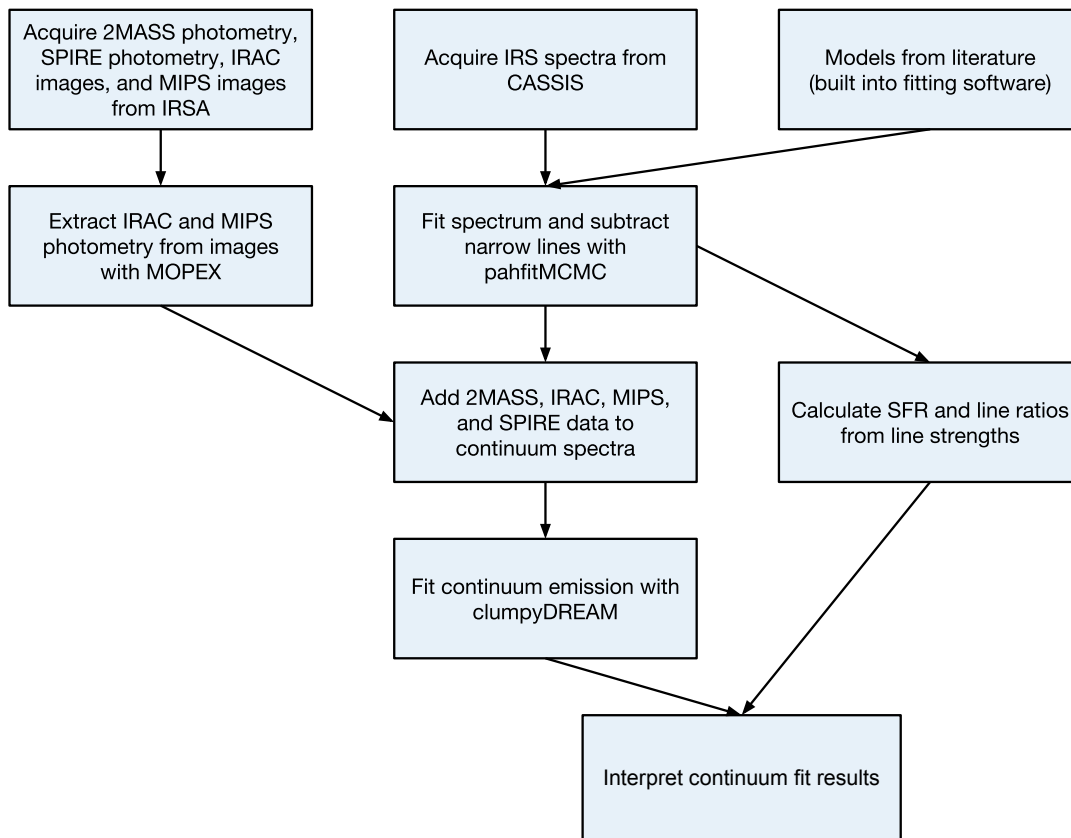 Acquire 2MASS photometry,
SPIRE photometry, IRAC
images, and MIPS images
from IRSA
Acquire IRS spectra from
CASSIS
Models from literature
(built into fitting software)
Extract IRAC and MIPS
photometry from images
with MOPEX
Fit spectrum and subtract
narrow lines with
pahfitMCMC
Add 2MASS, IRAC, MIPS,
and SPIRE data to
continuum spectra
Calculate SFR and line ratios
from line strengths
Fit continuum emission with
clumpyDREAM
Interpret continuum fit results